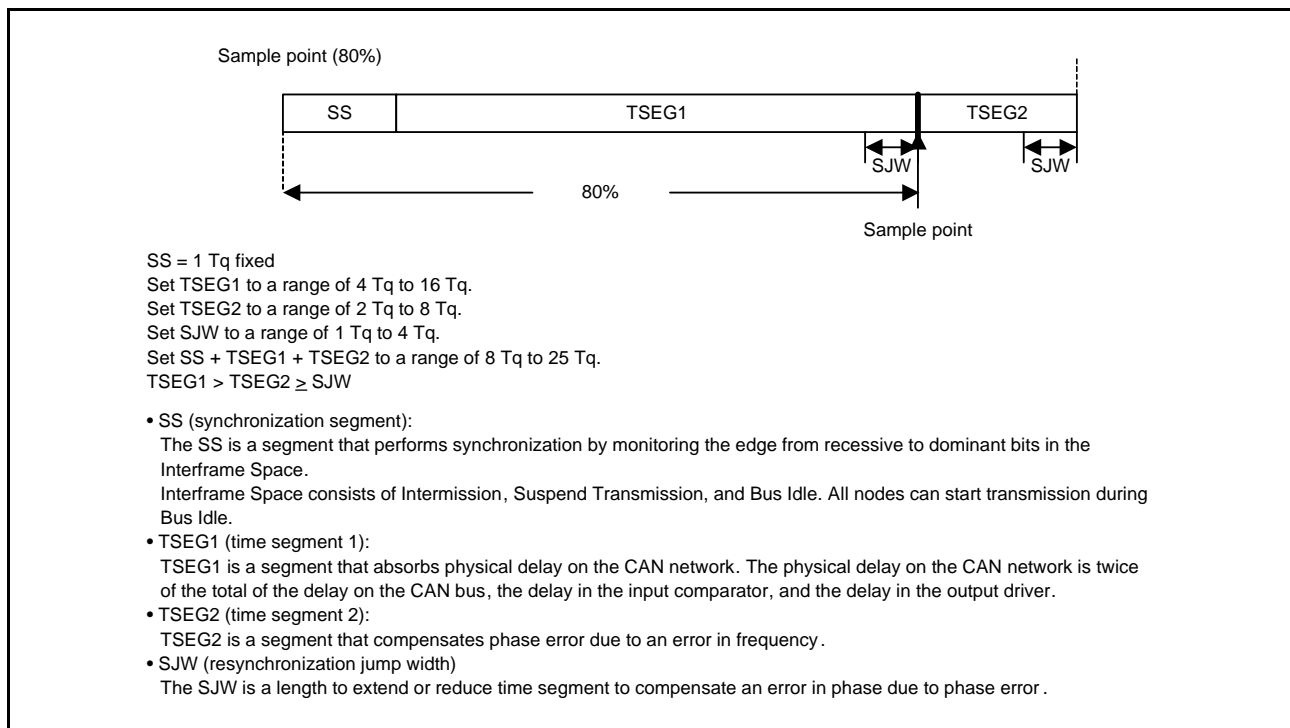 Sample point (80%)
SS
TSEG1
TSEG2
SJW
SJW
80%
Sample point
SS = 1 Tq fixed
Set TSEG1 to a range of 4 Tq to 16 Tq.
Set TSEG2 to a range of 2 Tq to 8 Tq.
Set SJW to a range of 1 Tq to 4 Tq.
Set SS + TSEG1 + TSEG2 to a range of 8 Tq to 25 Tq.
TSEG1 > TSEG2 ≥ SJW
• SS (synchronization segment):
The SS is a segment that performs synchronization by monitoring the edge from recessive to dominant bits in the
Interframe Space.
Interframe Space consists of Intermission, Suspend Transmission, and Bus Idle. All nodes can start transmission during
Bus Idle.
• TSEG1 (time segment 1):
TSEG1 is a segment that absorbs physical delay on the CAN network. The physical delay on the CAN network is twice
of the total of the delay on the CAN bus, the delay in the input comparator, and the delay in the output driver.
• TSEG2 (time segment 2):
TSEG2 is a segment that compensates phase error due to an error in frequency.
• SJW (resynchronization jump width)
The SJW is a length to extend or reduce time segment to compensate an error in phase due to phase error.